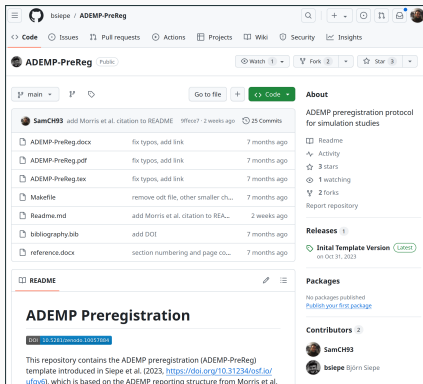 bsiepe / ADEMP-PreReg
Code Issues Pull requests Actions Projects Wiki Security Insights
ADEMP-PreReg Public
Watch 1 Fork 2 Star 3
main Go to file + Code
SamCH93 add Morris et al. citation to README 9ffece7 · 2 weeks ago 25 Commits
ADEMP-PreReg.docx fix typos, add link 7 months ago
ADEMP-PreReg.pdf fix typos, add link 7 months ago
ADEMP-PreReg.tex fix typos, add link 7 months ago
Makefile remove odt file, other smaller ch... 7 months ago
Readme.md add Morris et al. citation to REA... 2 weeks ago
bibliography.bib add DOI 7 months ago
reference.docx section numbering and page co... 7 months ago
README
ADEMP Preregistration
DOI 10.5281/zenodo.10057884
This repository contains the ADEMP preregistration (ADEMP-PreReg)
template introduced in Siepe et al. (2023, https://doi.org/10.31234/osf.io/
ufgy6), which is based on the ADEMP reporting structure from Morris et al.
About
ADEMP preregistration protocol
for simulation studies
Readme
Activity
3 stars
1 watching
2 forks
Report repository
Releases 1
Inital Template Version Latest
on Oct 31, 2023
Packages
No packages published
Publish your first package
Contributors 2
SamCH93
bsiepe Björn Siepe